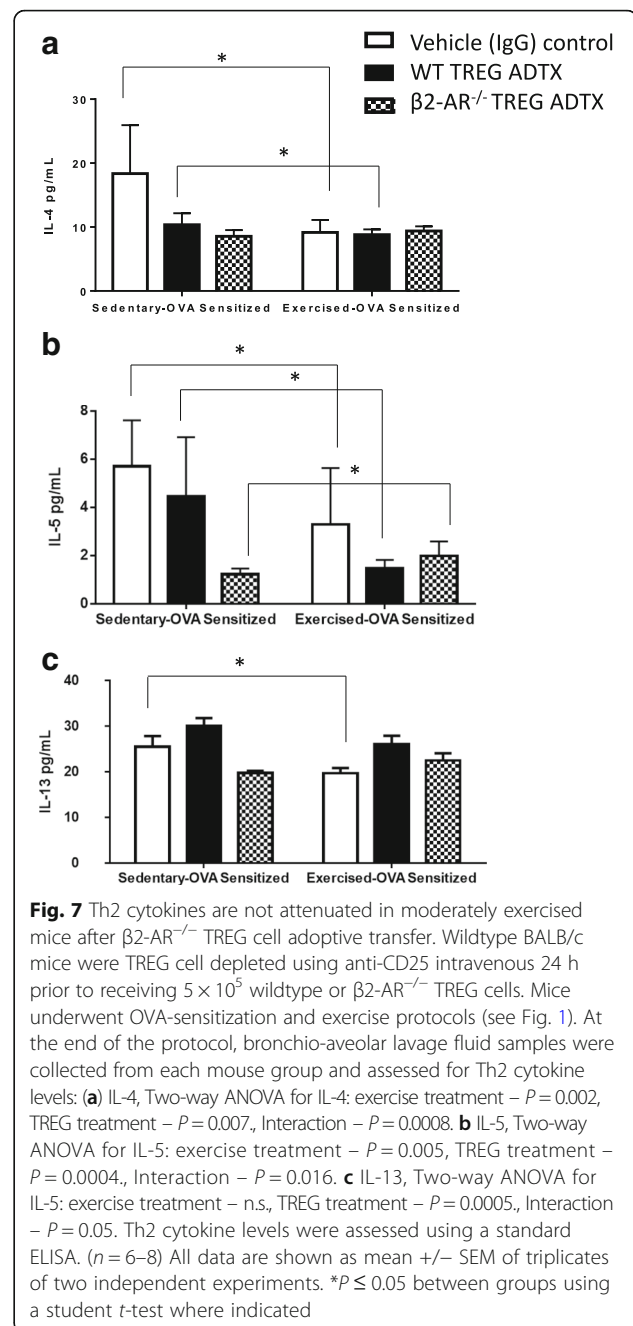 a
Vehicle (IgG) control
WT TREG ADTX
β2-AR-/- TREG ADTX
*
*
IL-4 pg/mL
30
20
10
0
Sedentary-OVA Sensitized Exercised-OVA Sensitized
b
*
*
*
IL-5 pg/mL
8
6
4
2
0
Sedentary-OVA Sensitized Exercised-OVA Sensitized
c
*
IL-13 pg/mL
40
30
20
10
0
Sedentary-OVA Sensitized Exercised-OVA Sensitized
Fig. 7 Th2 cytokines are not attenuated in moderately exercised
mice after β2-AR−/− TREG cell adoptive transfer. Wildtype BALB/c
mice were TREG cell depleted using anti-CD25 intravenous 24 h
prior to receiving 5 × 10⁵ wildtype or β2-AR−/− TREG cells. Mice
underwent OVA-sensitization and exercise protocols (see Fig. 1). At
the end of the protocol, bronchio-aveolar lavage fluid samples were
collected from each mouse group and assessed for Th2 cytokine
levels: (a) IL-4, Two-way ANOVA for IL-4: exercise treatment – P = 0.002,
TREG treatment – P = 0.007., Interaction – P = 0.0008. b IL-5, Two-way
ANOVA for IL-5: exercise treatment – P = 0.005, TREG treatment –
P = 0.0004., Interaction – P = 0.016. c IL-13, Two-way ANOVA for
IL-5: exercise treatment – n.s., TREG treatment – P = 0.0005., Interaction
– P = 0.05. Th2 cytokine levels were assessed using a standard
ELISA. (n = 6–8) All data are shown as mean +/− SEM of triplicates
of two independent experiments. *P ≤ 0.05 between groups using
a student t-test where indicated